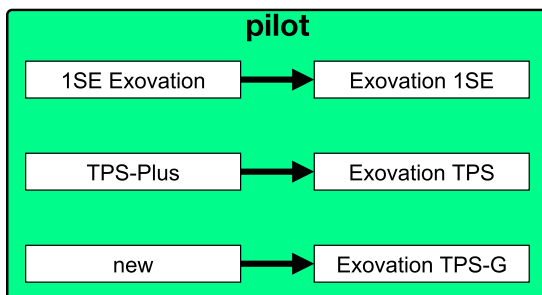 pilot
1SE Exovation Exovation 1SE
TPS-Plus Exovation TPS
new Exovation TPS-G